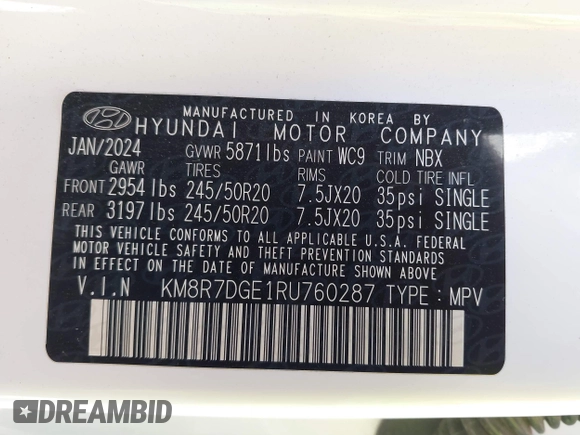 MANUFACTURED IN KOREA BY
HYUNDAI MOTOR COMPANY
JAN/2024 GVWR 5871lbs PAINT WC9 TRIM NBX
GAWR TIRES RIMS COLD TIRE INFL
FRONT 2954 lbs 245/50R20 7.5JX20 35psi SINGLE
REAR 3197lbs 245/50R20 7.5JX20 35psi SINGLE
THIS VEHICLE CONFORMS TO ALL APPLICABLE U.S.A. FEDERAL
MOTOR VEHICLE SAFETY AND THEFT PREVENTION STANDARDS
IN EFFECT ON THE DATE OF MANUFACTURE SHOWN ABOVE.
V.I.N KM8R7DGE1RU760287 TYPE : MPV
DREAMBID